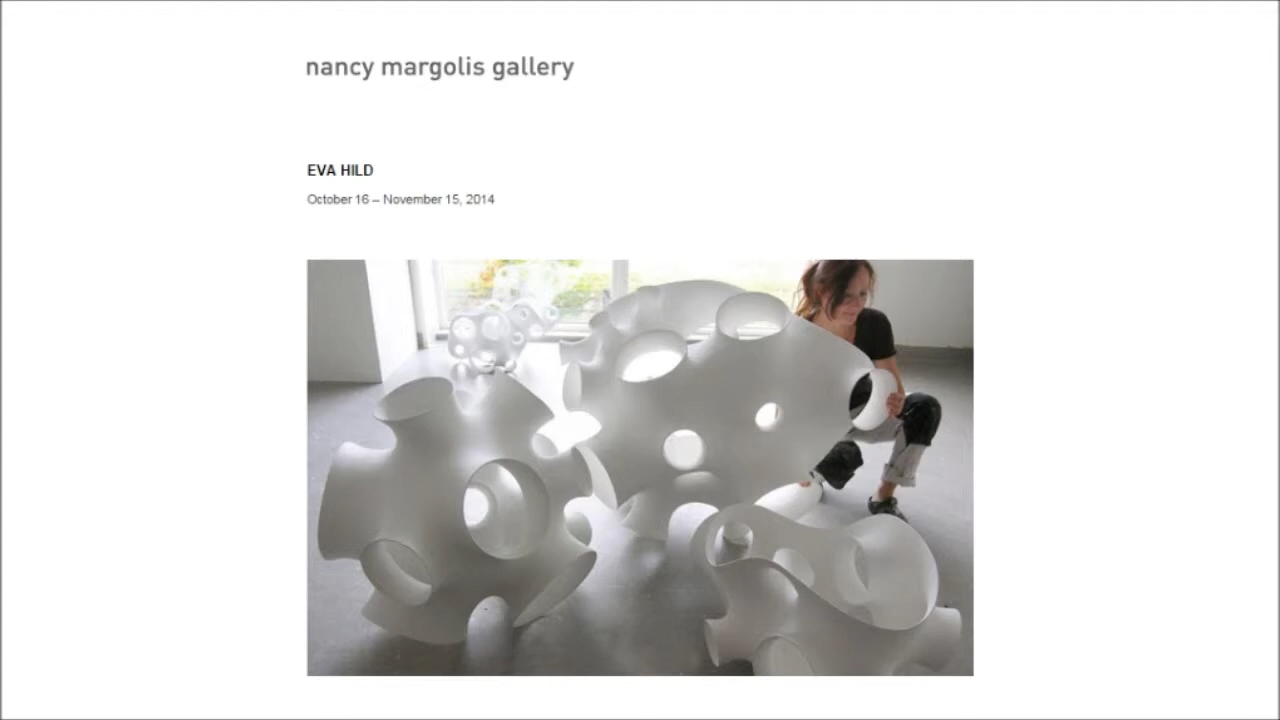 nancy margolis gallery
EVA HILD
October 16 – November 15, 2014